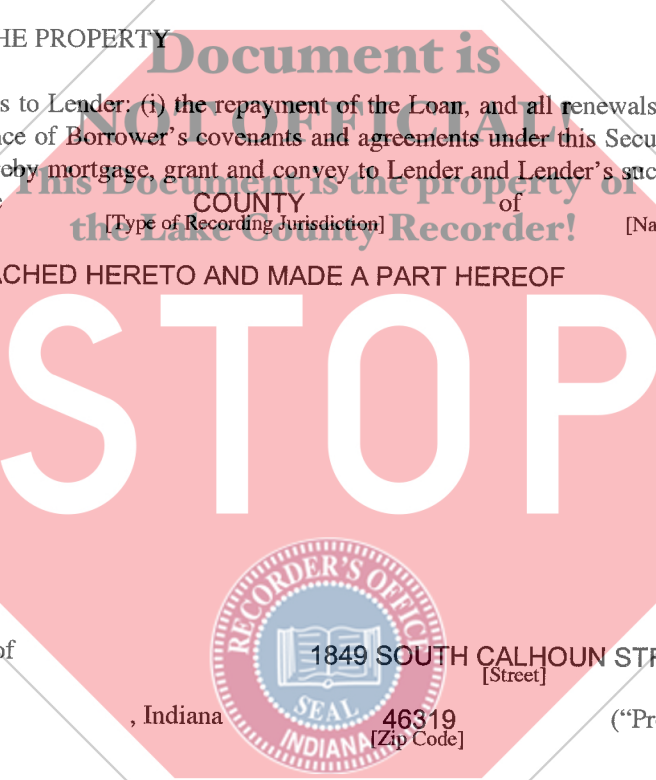 HE PROPERTY
Document is
s to Lender: (i) the repayment of the Loan, and all renewals
NOT OFFICIAL!
ce of Borrower's covenants and agreements under this Secu
eby mortgage, grant and convey to Lender and Lender's suc
This Document is the property of
COUNTY of
the Lake County Recorder!
[Type of Recording Jurisdiction] [Na
ACHED HERETO AND MADE A PART HEREOF
STOP
RECORDER'S OFFICE
of 1849 SOUTH CALHOUN STR
[Street]
SEAL
, Indiana 46319 ("Pr
INDIANA
[Zip Code]